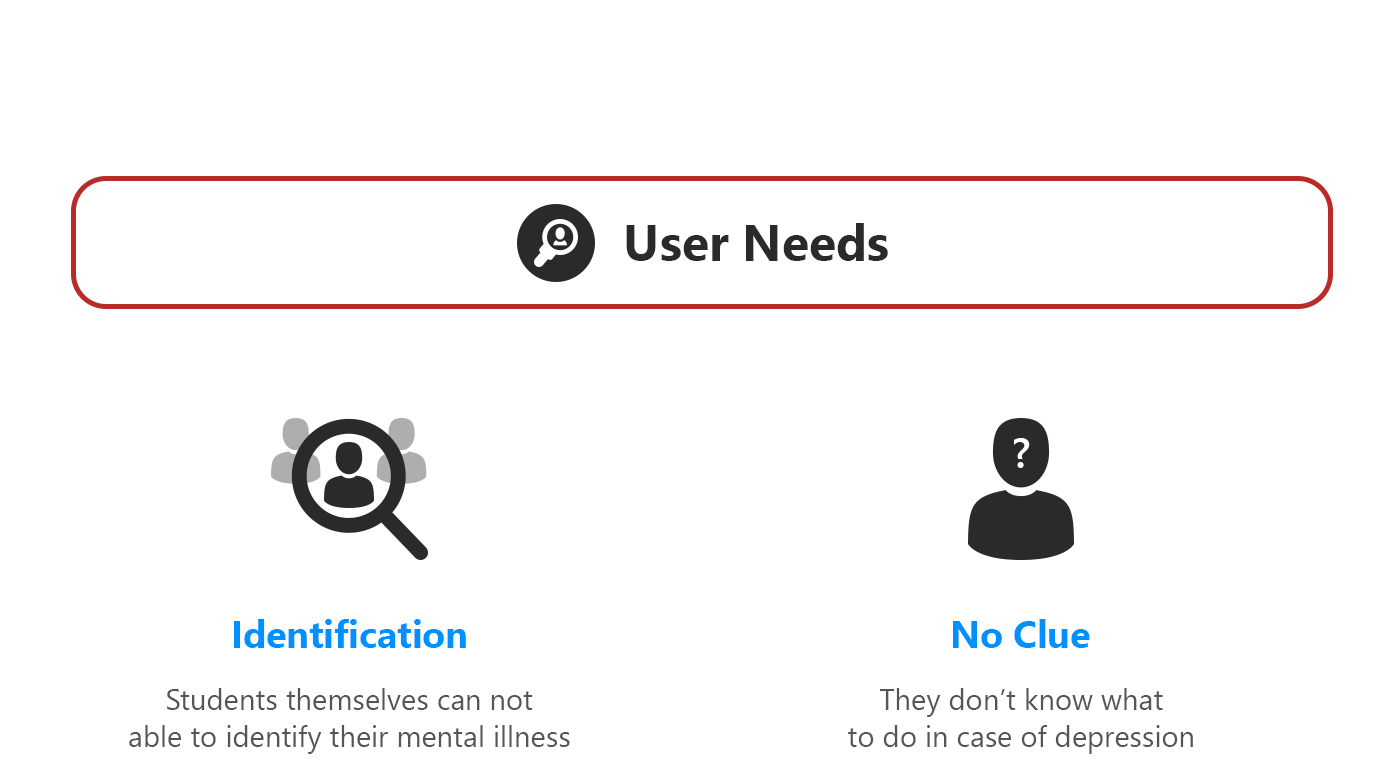 User Needs
?
Identification
No Clue
Students themselves can not
able to identify their mental illness
They don’t know what
to do in case of depression